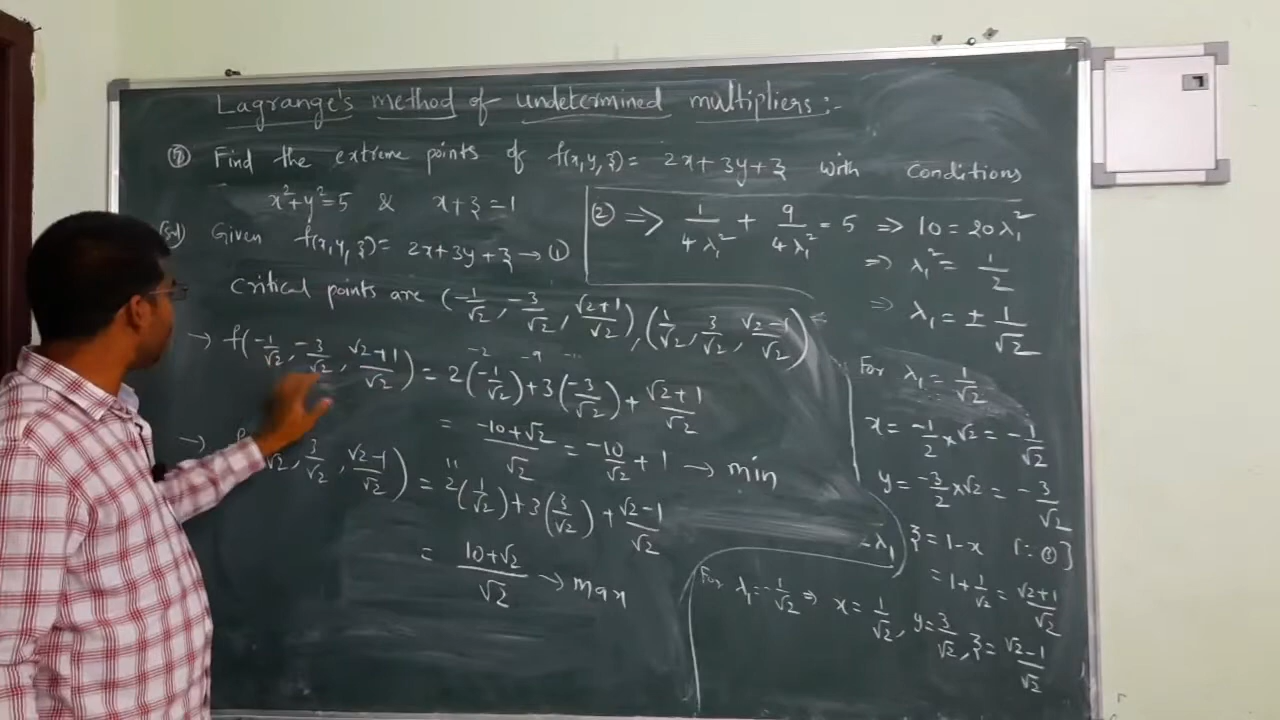 Lagrange's method of undetermined multipliers :-
⑦ Find the extreme points of f(x,y,z) = 2x+3y+z with conditions
x²+y²=5 & x+z=1
(Sol) Given f(x,y,z) = 2x+3y+z → ①
Critical points are (-1/√2, -3/√2, √2+1/√2), (1/√2, 3/√2, √2-1/√2)
→ f(-1/√2, -3/√2, √2+1/√2) = 2(-1/√2)+3(-3/√2)+√2+1/√2
= -10+√2/√2 = -10/√2 + 1 → min
→ √2, 3/√2, √2-1/√2) = 2(1/√2)+3(3/√2)+√2-1/√2
= 10+√2/√2 → max
② ⇒ 1/4λ₁² + 9/4λ₁² = 5 ⇒ 10 = 20λ₁²
⇒ λ₁² = 1/2
⇒ λ₁ = ± 1/√2
For λ₁ = 1/√2
x = -1/2 × √2 = -1/√2
y = -3/2 × √2 = -3/√2
z = 1-x [∵ ③]
= 1+1/√2 = √2+1/√2
-λ₁
For λ₁=-1/√2 ⇒ x = 1/√2, y=3/√2, z= √2-1/√2